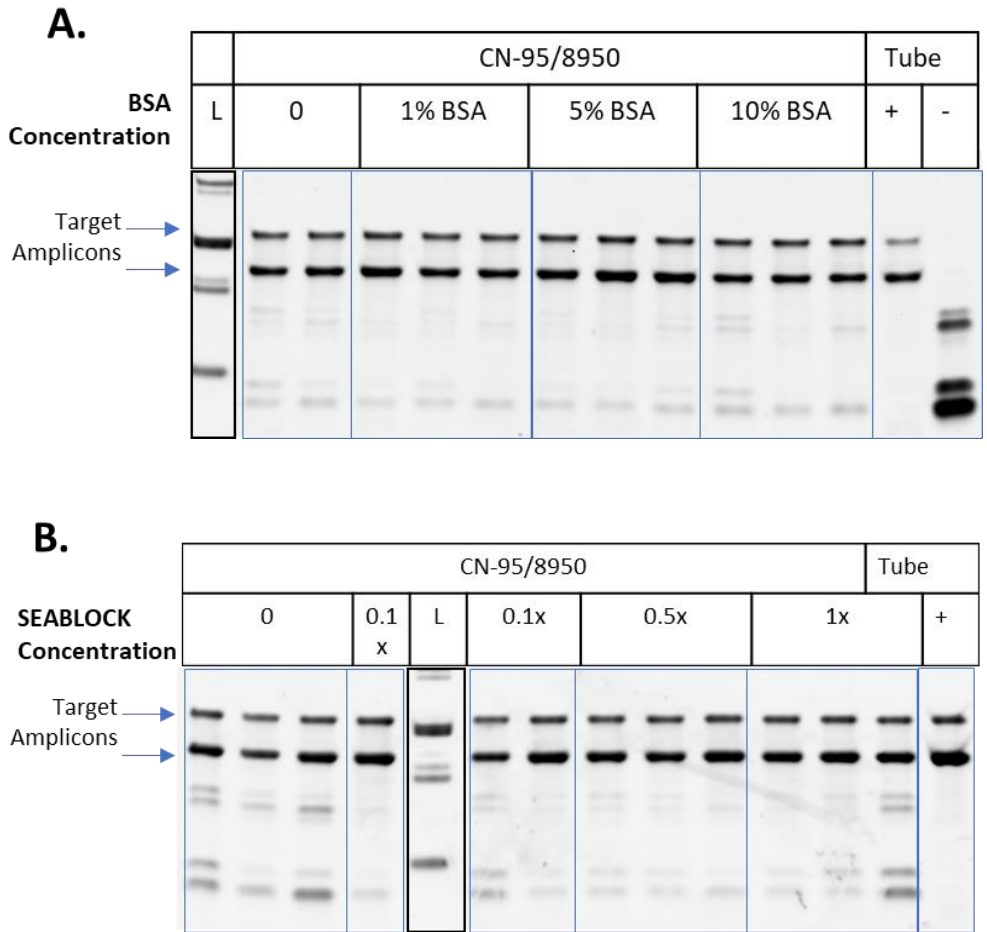 A.
CN-95/8950 Tube
BSA
Concentration
L 0 1% BSA 5% BSA 10% BSA + -
Target
Amplicons
B.
CN-95/8950 Tube
SEABLOCK
Concentration
0 0.1
x L 0.1x 0.5x 1x +
Target
Amplicons